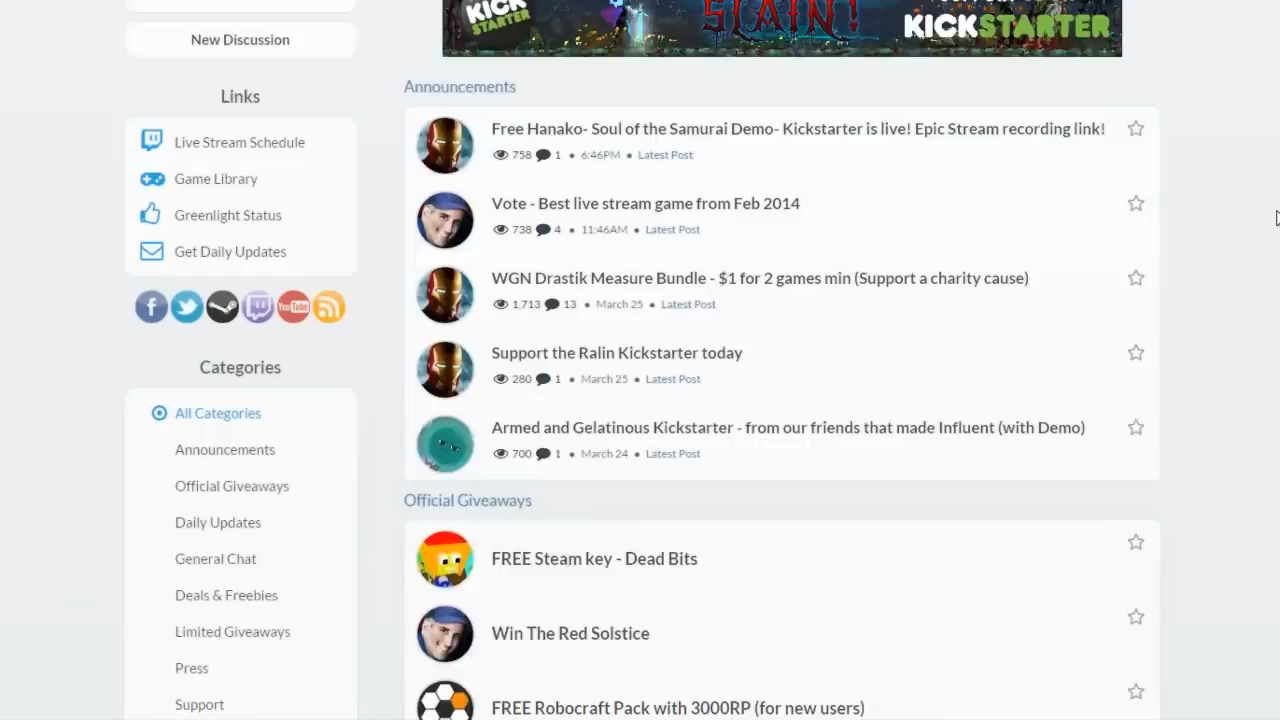 KICK
STARTER
SLAIN!
KICKSTARTER
New Discussion
Links
Live Stream Schedule
Game Library
Greenlight Status
Get Daily Updates
You Tube
Categories
All Categories
Announcements
Official Giveaways
Daily Updates
General Chat
Deals & Freebies
Limited Giveaways
Press
Support
Announcements
Free Hanako- Soul of the Samurai Demo- Kickstarter is live! Epic Stream recording link!
758 1 • 6:46PM • Latest Post
Vote - Best live stream game from Feb 2014
738 4 • 11:46AM • Latest Post
WGN Drastik Measure Bundle - $1 for 2 games min (Support a charity cause)
1,713 13 • March 25 • Latest Post
Support the Ralin Kickstarter today
280 1 • March 25 • Latest Post
Armed and Gelatinous Kickstarter - from our friends that made Influent (with Demo)
700 1 • March 24 • Latest Post
Official Giveaways
FREE Steam key - Dead Bits
Win The Red Solstice
FREE Robocraft Pack with 3000RP (for new users)